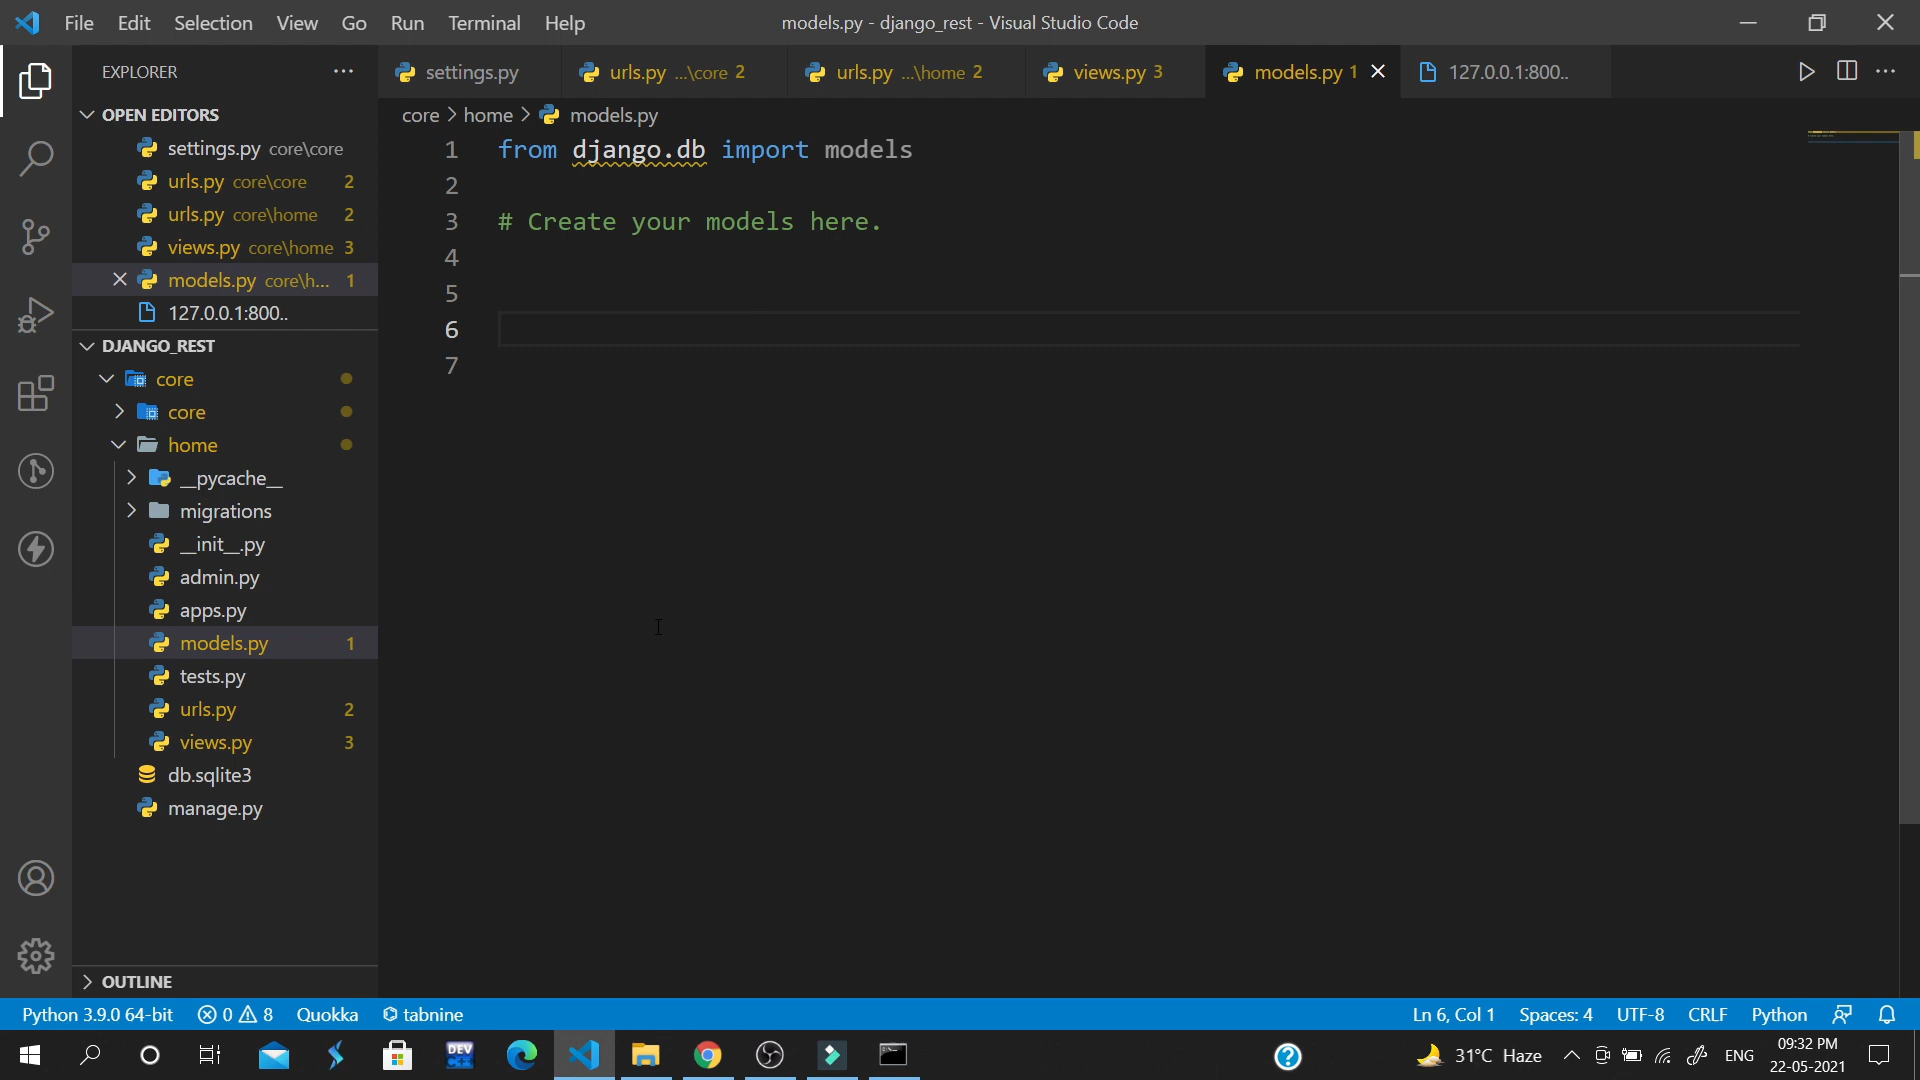 File Edit Selection View Go Run Terminal Help
models.py - django_rest - Visual Studio Code
EXPLORER
OPEN EDITORS
settings.py core\core
urls.py core\core 2
urls.py core\home 2
views.py core\home 3
models.py core\h... 1
127.0.0.1:800..
DJANGO_REST
core
core
home
__pycache__
migrations
__init__.py
admin.py
apps.py
models.py 1
tests.py
urls.py 2
views.py 3
db.sqlite3
manage.py
OUTLINE
settings.py
urls.py ...\core 2
urls.py ...\home 2
views.py 3
models.py 1
127.0.0.1:800..
core > home > models.py
1 from django.db import models
2
3 # Create your models here.
4
5
6
7
Python 3.9.0 64-bit 0 8 Quokka tabnine
Ln 6, Col 1 Spaces: 4 UTF-8 CRLF Python
DEV C++
31°C Haze ENG
09:32 PM
22-05-2021